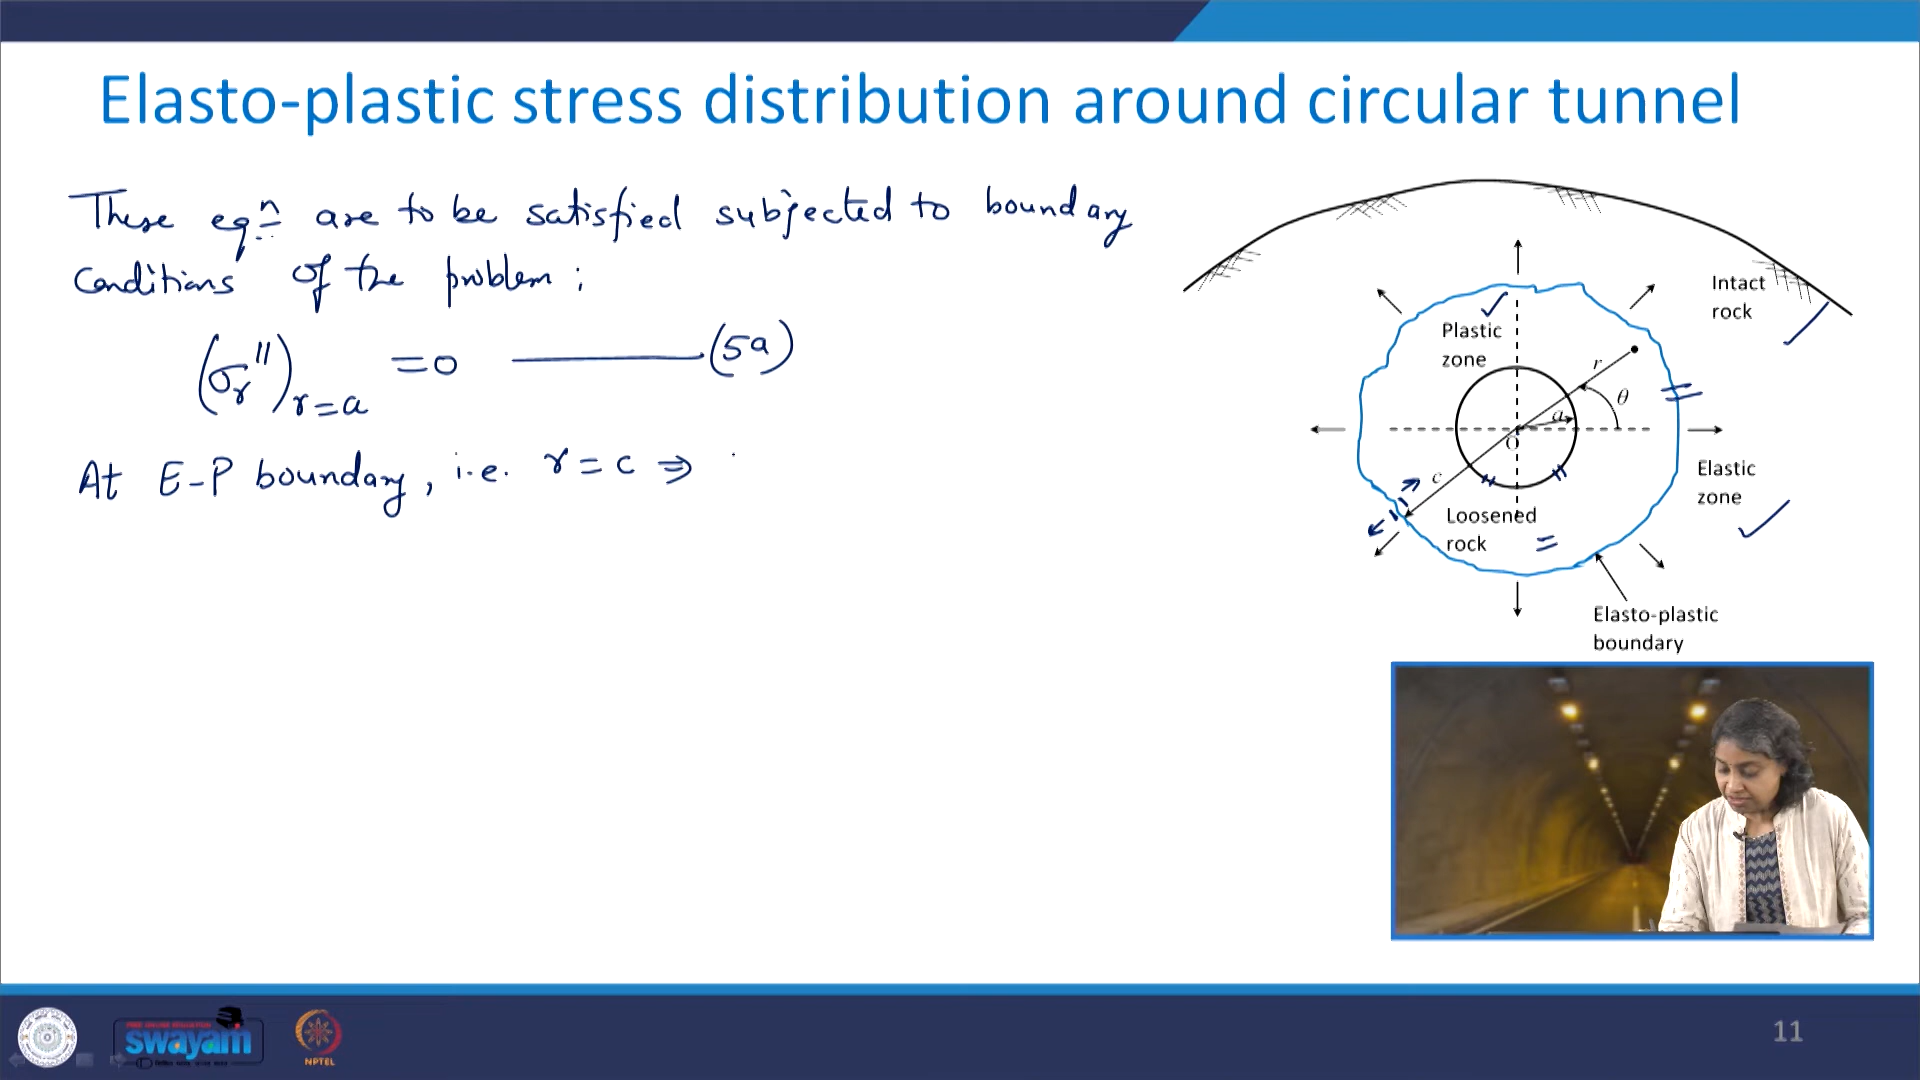 Elasto-plastic stress distribution around circular tunnel
These eqn are to be satisfied subjected to boundary
Conditions of the problem :
(σr'')r=a =0 ——— (5a)
At E-P boundary, i.e. r = c ⇒
Intact
rock
Plastic
zone
r
θ
a
O
c
Elastic
zone
Loosened
rock
Elasto-plastic
boundary
swayam
NPTEL
11